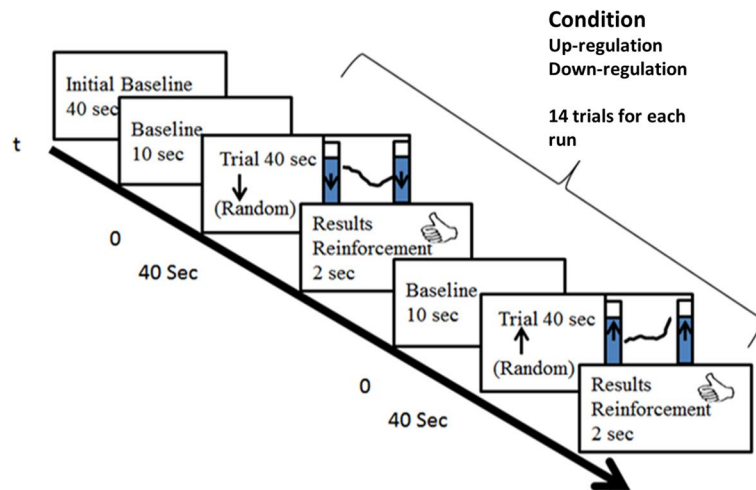 Condition
Up-regulation
Down-regulation
14 trials for each
run
Initial Baseline
40 sec
Baseline
10 sec
t
Trial 40 sec
(Random)
Results
Reinforcement
2 sec
0
40 Sec
Baseline
10 sec
Trial 40 sec
(Random)
Results
Reinforcement
2 sec
0
40 Sec